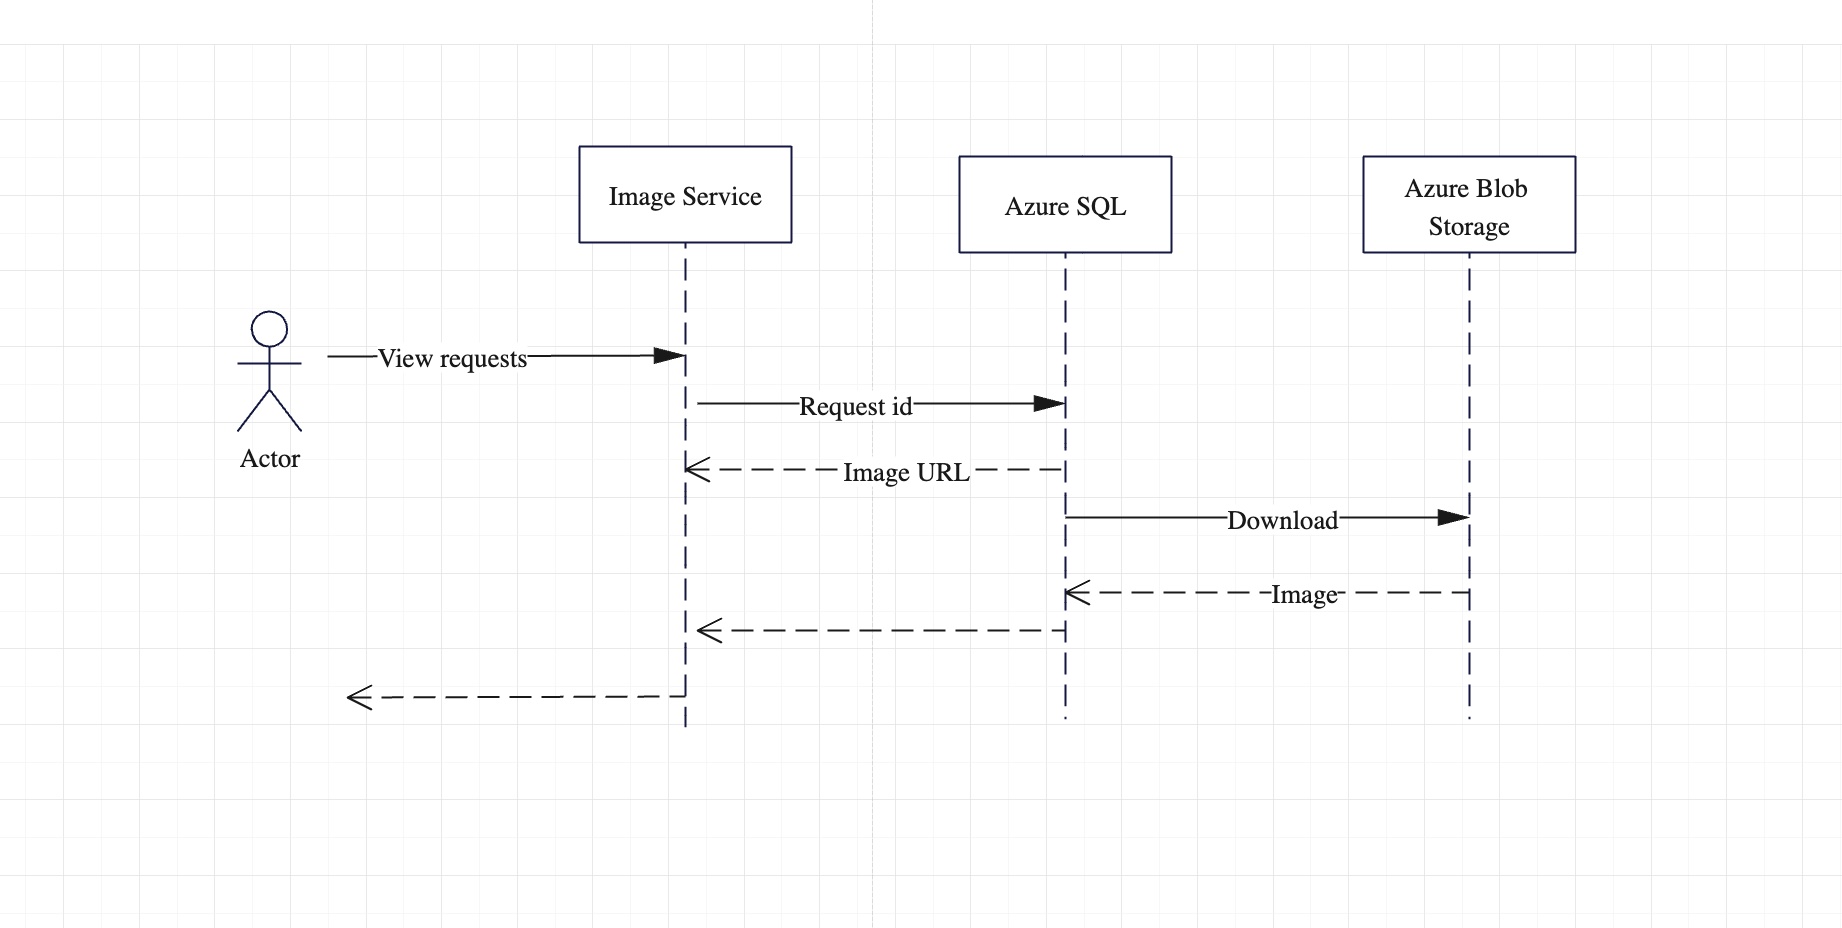 Image Service
Azure SQL
Azure Blob
Storage
View requests
Request id
Actor
Image URL
Download
Image